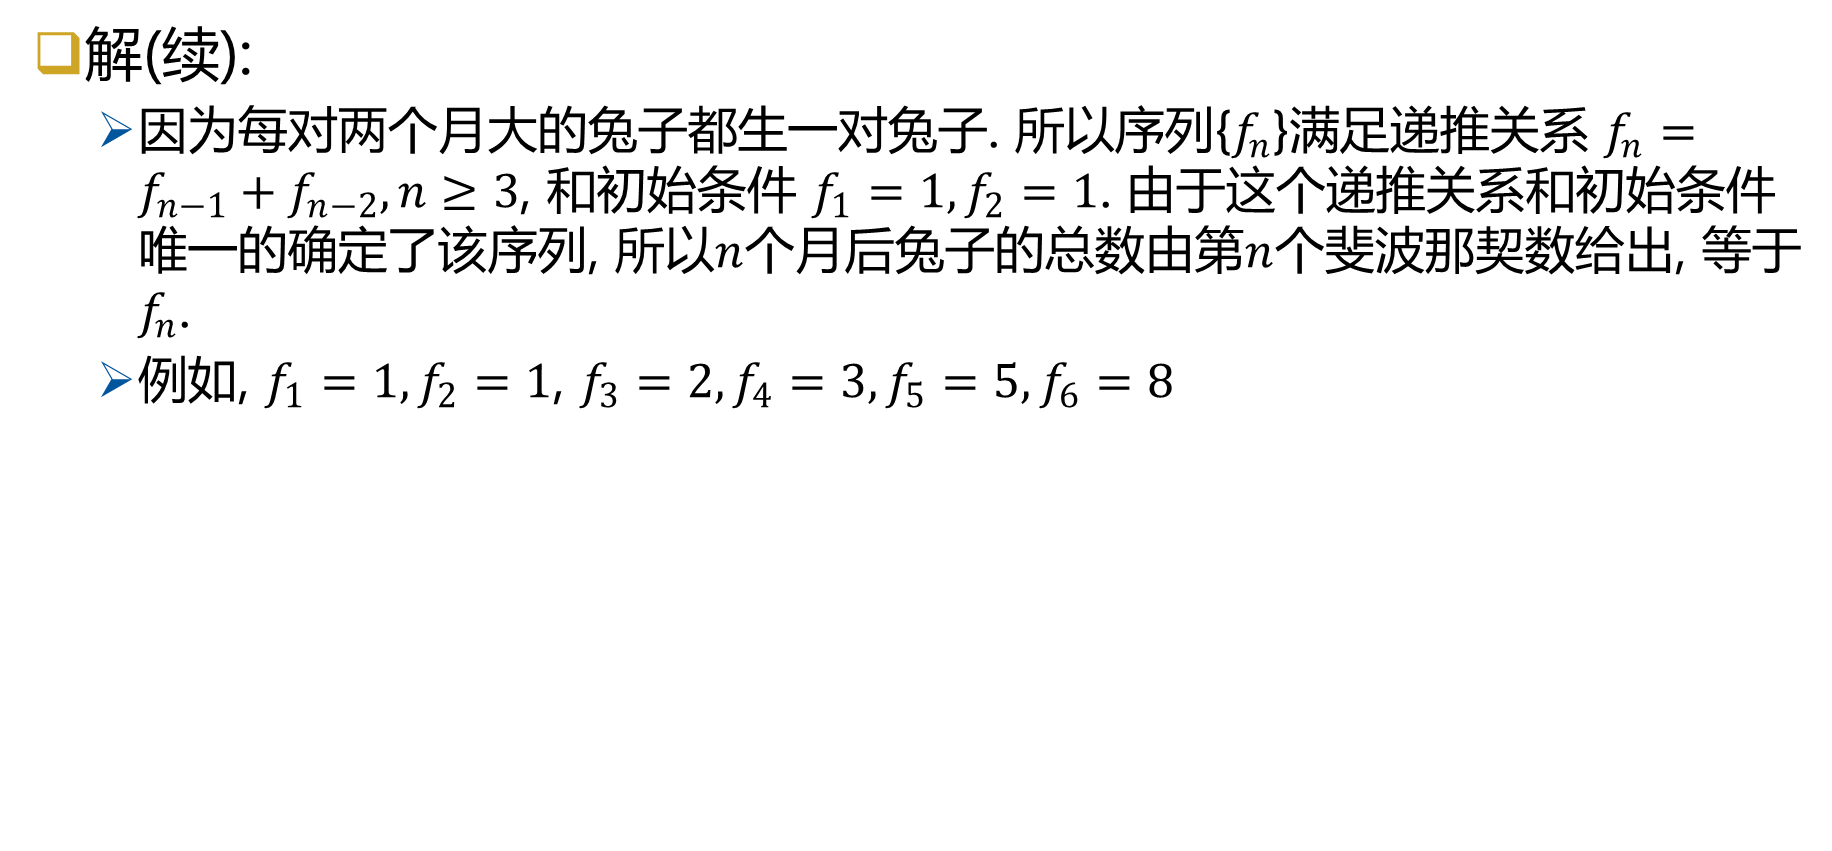 解(续):
因为每对两个月大的兔子都生一对兔子. 所以序列{fₙ}满足递推关系 fₙ =
fₙ₋₁ + fₙ₋₂, n ≥ 3, 和初始条件 f₁ = 1, f₂ = 1. 由于这个递推关系和初始条件
唯一的确定了该序列, 所以n个月后兔子的总数由第n个斐波那契数给出, 等于
fₙ.
例如, f₁ = 1, f₂ = 1, f₃ = 2, f₄ = 3, f₅ = 5, f₆ = 8